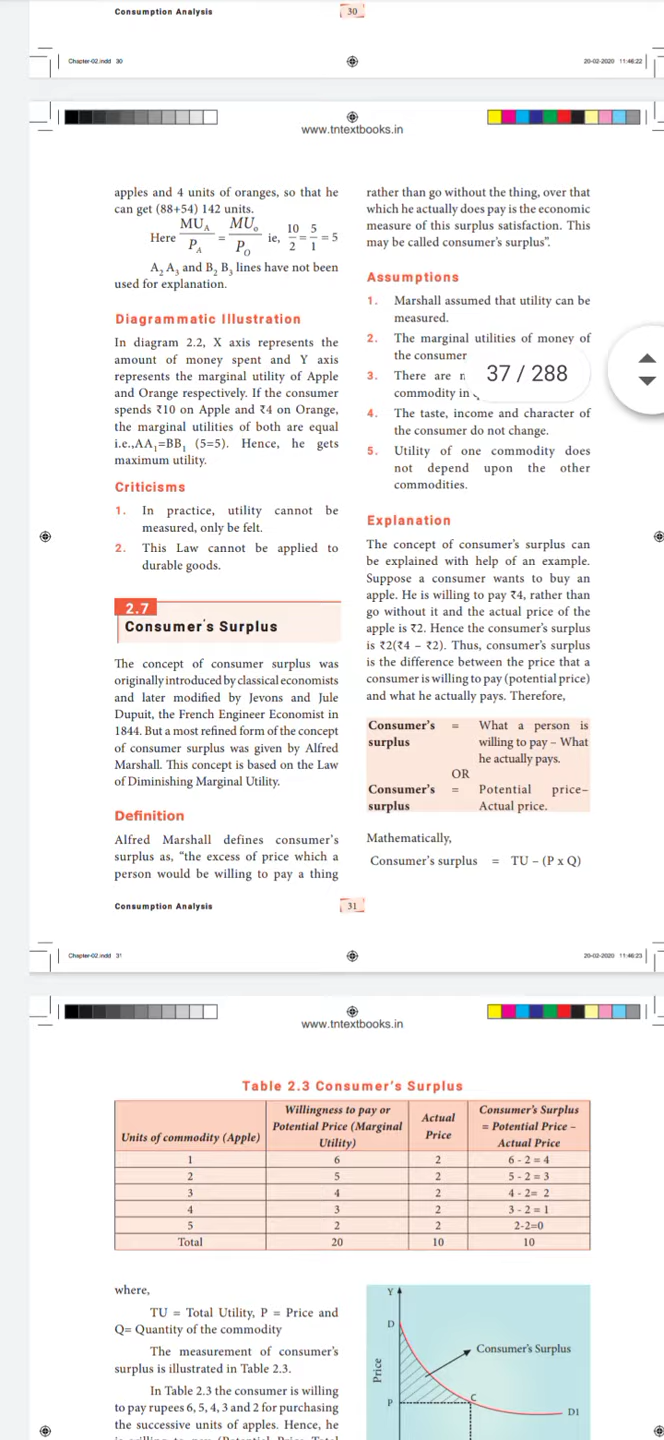 Consumption Analysis 30
Chapter-02.indd 30 20-02-2020 11:46:22
www.tntextbooks.in
apples and 4 units of oranges, so that he
can get (88+54) 142 units.
Here MU_A/P_A = MU_o/P_O ie, 10/2 = 5/1 = 5
A₂ A₃ and B₂ B₃ lines have not been
used for explanation.
Diagrammatic Illustration
In diagram 2.2, X axis represents the
amount of money spent and Y axis
represents the marginal utility of Apple
and Orange respectively. If the consumer
spends ₹10 on Apple and ₹4 on Orange,
the marginal utilities of both are equal
i.e.,AA₁=BB₁ (5=5). Hence, he gets
maximum utility.
Criticisms
1. In practice, utility cannot be
measured, only be felt.
2. This Law cannot be applied to
durable goods.
2.7
Consumer's Surplus
The concept of consumer surplus was
originally introduced by classical economists
and later modified by Jevons and Jule
Dupuit, the French Engineer Economist in
1844. But a most refined form of the concept
of consumer surplus was given by Alfred
Marshall. This concept is based on the Law
of Diminishing Marginal Utility.
Definition
Alfred Marshall defines consumer's
surplus as, "the excess of price which a
person would be willing to pay a thing
rather than go without the thing, over that
which he actually does pay is the economic
measure of this surplus satisfaction. This
may be called consumer's surplus".
Assumptions
1. Marshall assumed that utility can be
measured.
2. The marginal utilities of money of
the consumer
3. There are
commodity in
37 / 288
4. The taste, income and character of
the consumer do not change.
5. Utility of one commodity does
not depend upon the other
commodities.
Explanation
The concept of consumer's surplus can
be explained with help of an example.
Suppose a consumer wants to buy an
apple. He is willing to pay ₹4, rather than
go without it and the actual price of the
apple is ₹2. Hence the consumer's surplus
is ₹2(₹4 – ₹2). Thus, consumer's surplus
is the difference between the price that a
consumer is willing to pay (potential price)
and what he actually pays. Therefore,
Consumer's = What a person is
surplus willing to pay – What
he actually pays.
OR
Consumer's = Potential price–
surplus Actual price.
Mathematically,
Consumer's surplus = TU – (P x Q)
Consumption Analysis 31
Chapter-02.indd 31 20-02-2020 11:46:23
www.tntextbooks.in
Table 2.3 Consumer's Surplus
Units of commodity (Apple) Willingness to pay or Potential Price (Marginal Utility) Actual Price Consumer's Surplus = Potential Price – Actual Price
1 6 2 6 - 2 = 4
2 5 2 5 - 2 = 3
3 4 2 4 - 2= 2
4 3 2 3 - 2 = 1
5 2 2 2-2=0
Total 20 10 10
where,
TU = Total Utility, P = Price and
Q= Quantity of the commodity
The measurement of consumer's
surplus is illustrated in Table 2.3.
In Table 2.3 the consumer is willing
to pay rupees 6, 5, 4, 3 and 2 for purchasing
the successive units of apples. Hence, he
Y
D
Consumer's Surplus
Price
P
C
D1